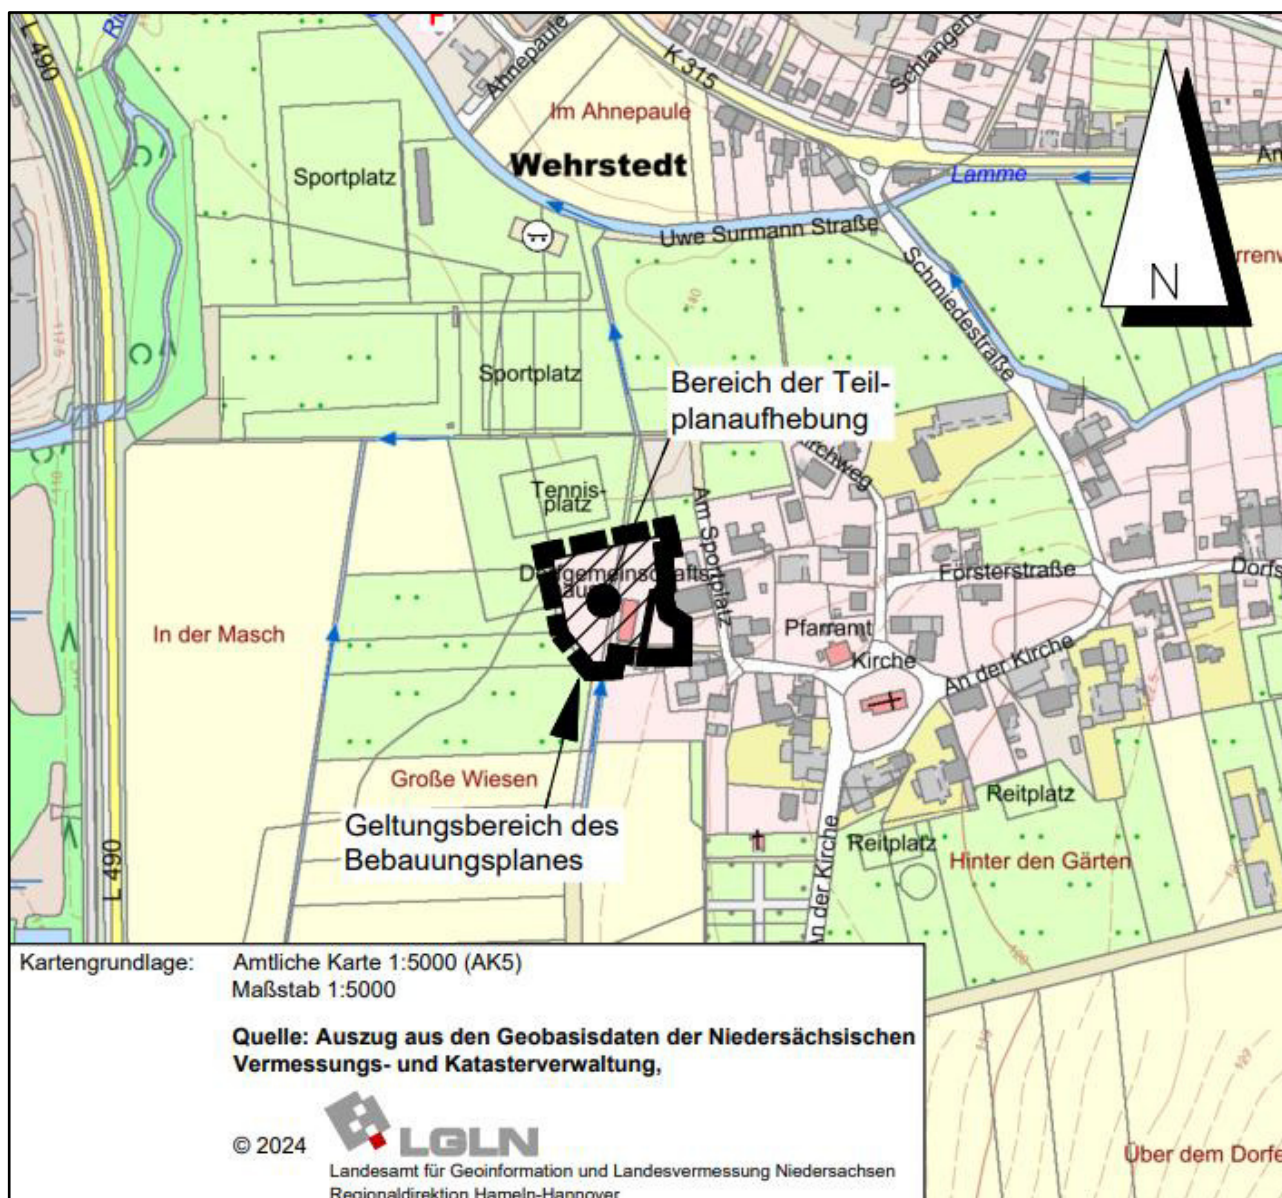 L 490
K 315
Ahnepaule
Im Ahnepaule
Wehrstedt
Sportplatz
Lamme
Uwe Surmann Straße
Schmiedestraße
N
Sportplatz
Bereich der Teil-
planaufhebung
Tennis-
platz
Am Sportplatz
Försterstraße
In der Masch
Pfarramt
Kirche
An der Kirche
Große Wiesen
Reitplatz
Geltungsbereich des
Bebauungsplanes
Reitplatz
Hinter den Gärten
L 490
An der Kirche
Kartengrundlage: Amtliche Karte 1:5000 (AK5)
Maßstab 1:5000
Quelle: Auszug aus den Geobasisdaten der Niedersächsischen
Vermessungs- und Katasterverwaltung,
© 2024 LGLN
Landesamt für Geoinformation und Landesvermessung Niedersachsen
Regionaldirektion Hameln-Hannover
Über dem Dorfe